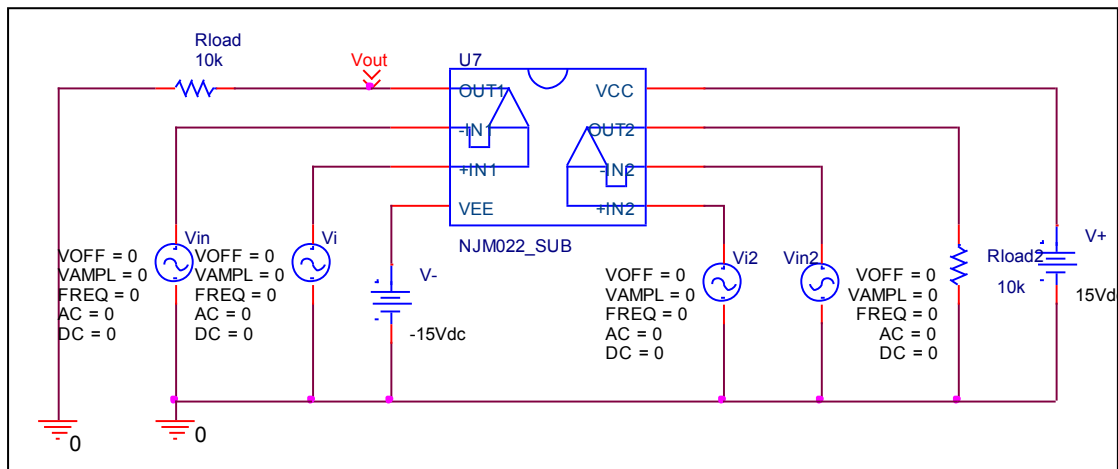 Rload
10k
Vout
U7
OUT1
-IN1
+IN1
VEE
VCC
OUT2
-IN2
+IN2
NJM022_SUB
Vin
VOFF = 0
VAMPL = 0
FREQ = 0
AC = 0
DC = 0
Vi
VOFF = 0
VAMPL = 0
FREQ = 0
AC = 0
DC = 0
V-
-15Vdc
Vi2
VOFF = 0
VAMPL = 0
FREQ = 0
AC = 0
DC = 0
Vin2
VOFF = 0
VAMPL = 0
FREQ = 0
AC = 0
DC = 0
Rload2
10k
V+
15Vd
0
0